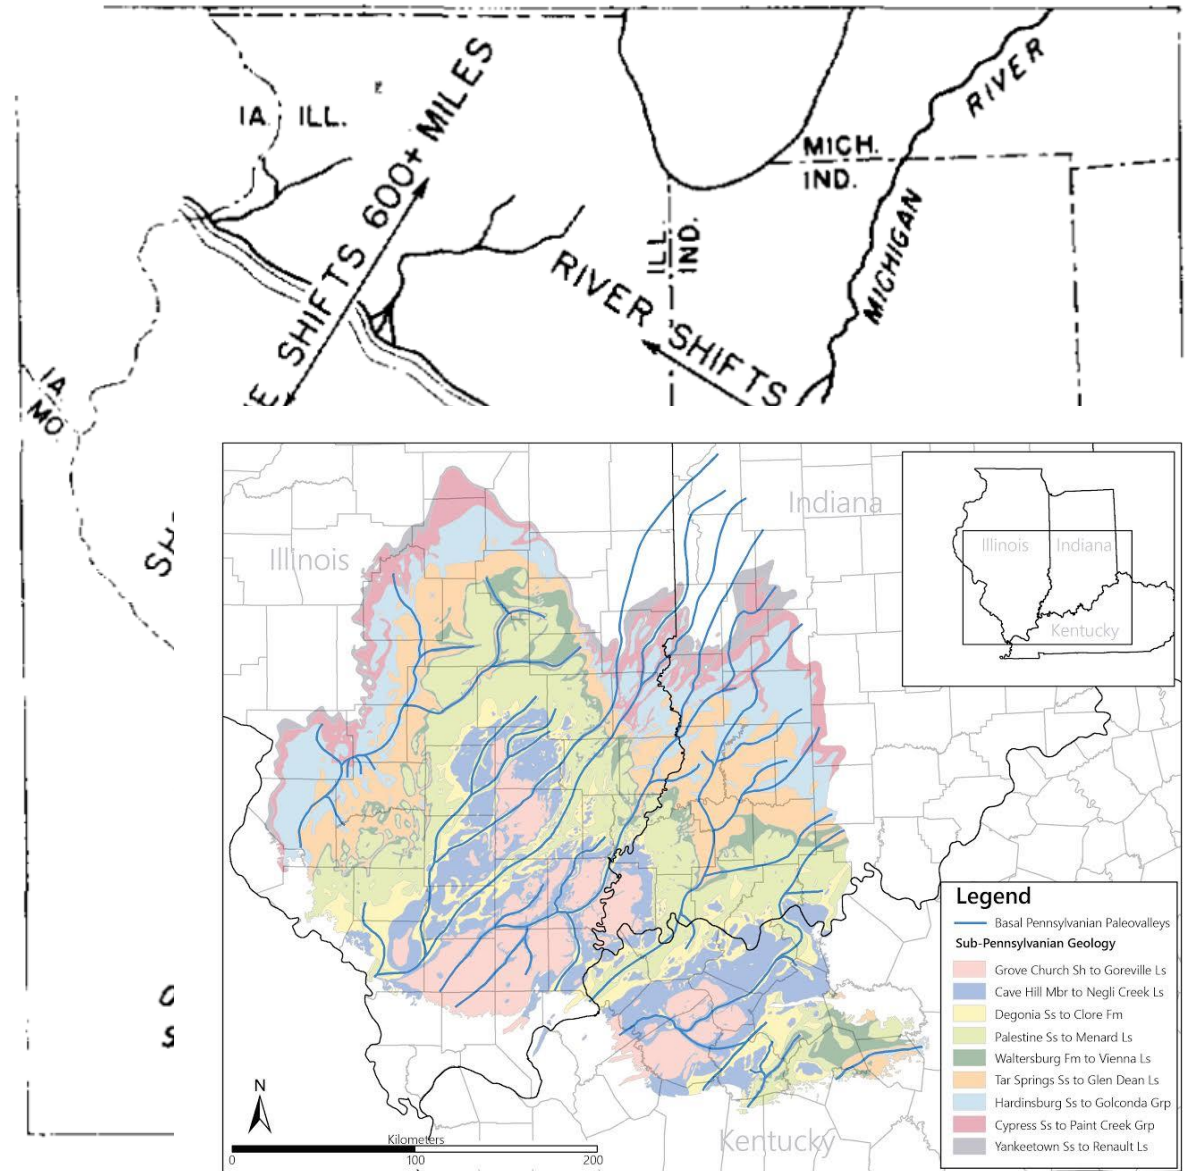 IA. ILL.
E SHIFTS 600+ MILES
RIVER
MICH.
IND.
ILL.
IND.
MICHIGAN
RIVER SHIFTS
IA
MO.
Illinois
Indiana
Illinois
Indiana
Kentucky
Legend
Basal Pennsylvanian Paleovalleys
Sub-Pennsylvanian Geology
Grove Church Sh to Goreville Ls
Cave Hill Mbr to Negli Creek Ls
Degonia Ss to Clore Fm
Palestine Ss to Menard Ls
Waltersburg Fm to Vienna Ls
Tar Springs Ss to Glen Dean Ls
Hardinsburg Ss to Golconda Grp
Cypress Ss to Paint Creek Grp
Yankeetown Ss to Renault Ls
N
Kilometers
0 100 200
Kentucky